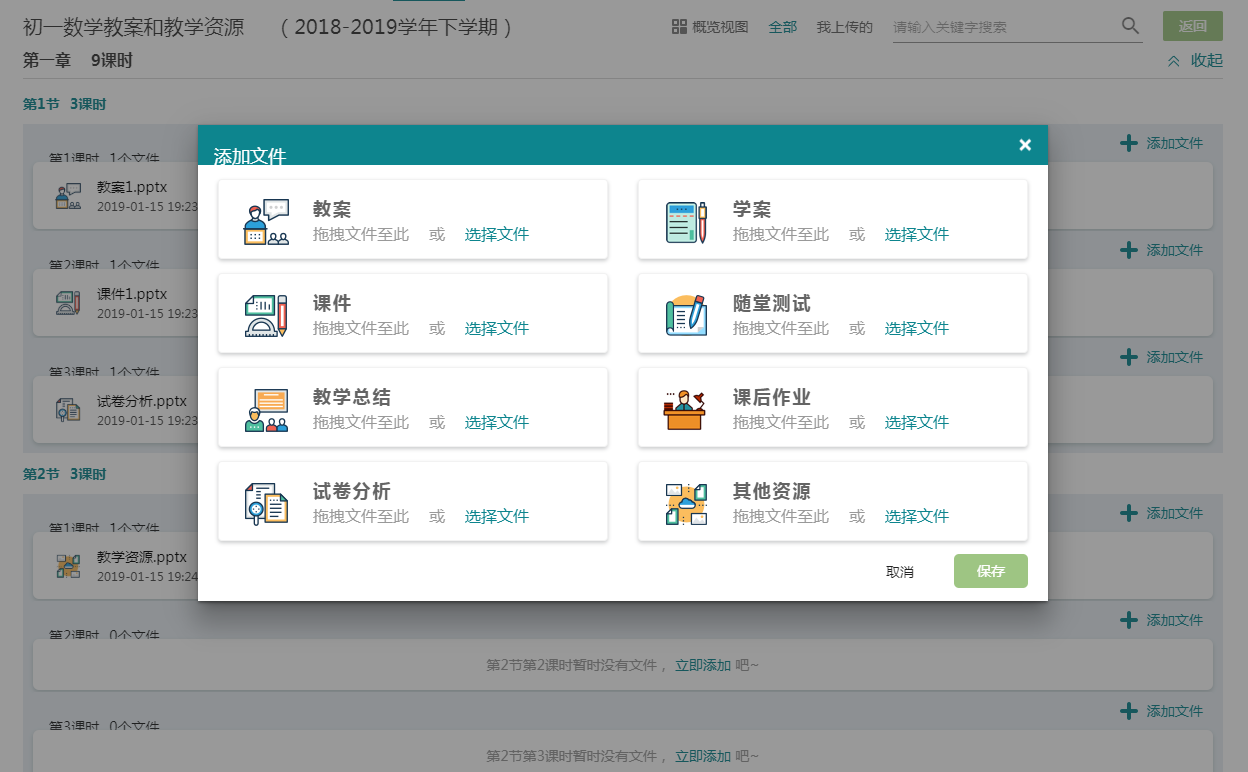 初一数学教案和教学资源 （ 2018-2019学年下学期 ） 概览视图 全部 我上传的 请输入关键字搜索 返回
第一章 9课时 收起
第1节 3课时
第1课时 1个文件 添加文件
教案1.pptx
2019-01-15 19:23
第2课时 1个文件 添加文件
课件1.pptx
2019-01-15 19:23
第3课时 1个文件 添加文件
试卷分析.pptx
2019-01-15 19:23
第2节 3课时
第1课时 1个文件 添加文件
教学资源.pptx
2019-01-15 19:24
第2课时 0个文件 添加文件
第2节第2课时暂时没有文件， 立即添加 吧~
第3课时 0个文件 添加文件
第2节第3课时暂时没有文件， 立即添加 吧~
添加文件 ×
教案
拖拽文件至此 或 选择文件
学案
拖拽文件至此 或 选择文件
课件
拖拽文件至此 或 选择文件
随堂测试
拖拽文件至此 或 选择文件
教学总结
拖拽文件至此 或 选择文件
课后作业
拖拽文件至此 或 选择文件
试卷分析
拖拽文件至此 或 选择文件
其他资源
拖拽文件至此 或 选择文件
取消 保存